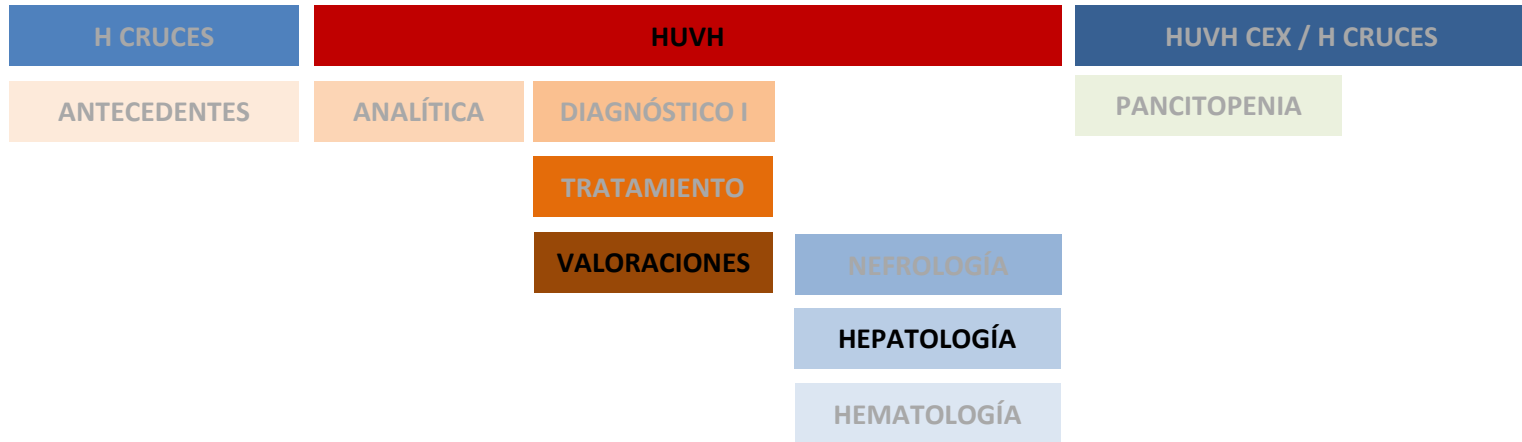 H CRUCES
HUVH
HUVH CEX / H CRUCES
ANTECEDENTES
ANALÍTICA
DIAGNÓSTICO I
PANCITOPENIA
TRATAMIENTO
VALORACIONES
NEFROLOGÍA
HEPATOLOGÍA
HEMATOLOGÍA